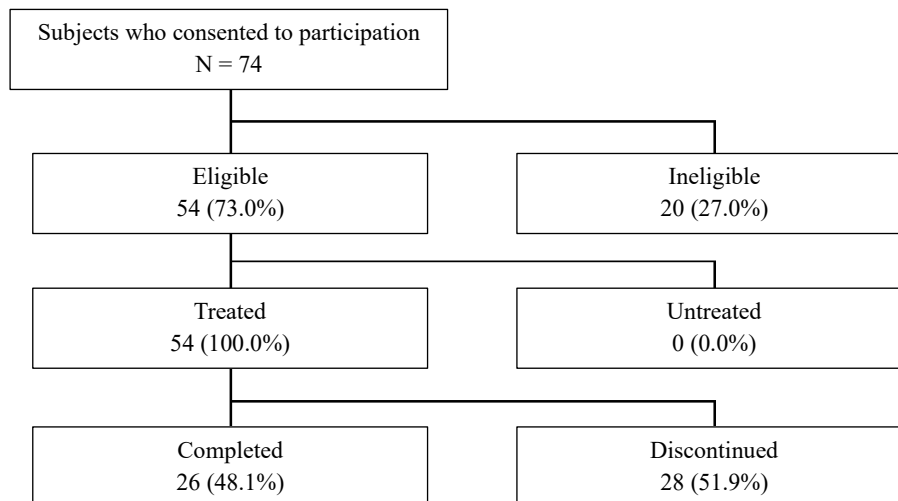 Subjects who consented to participation
N = 74
Eligible
54 (73.0%)
Ineligible
20 (27.0%)
Treated
54 (100.0%)
Untreated
0 (0.0%)
Completed
26 (48.1%)
Discontinued
28 (51.9%)